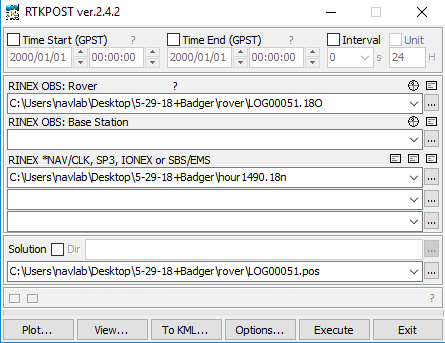 RTKPOST ver.2.4.2
Time Start (GPST) ? Time End (GPST) ? Interval Unit
2000/01/01 00:00:00 2000/01/01 00:00:00 0 s 24 H
RINEX OBS: Rover ?
C:\Users\navlab\Desktop\5-29-18+Badger\rover\LOG00051.18O
...
RINEX OBS: Base Station
...
RINEX *NAV/CLK, SP3, IONEX or SBS/EMS
C:\Users\navlab\Desktop\5-29-18+Badger\hour1490.18n
...
...
...
Solution Dir
...
C:\Users\navlab\Desktop\5-29-18+Badger\rover\LOG00051.pos
...
?
Plot... View... To KML... Options... Execute Exit